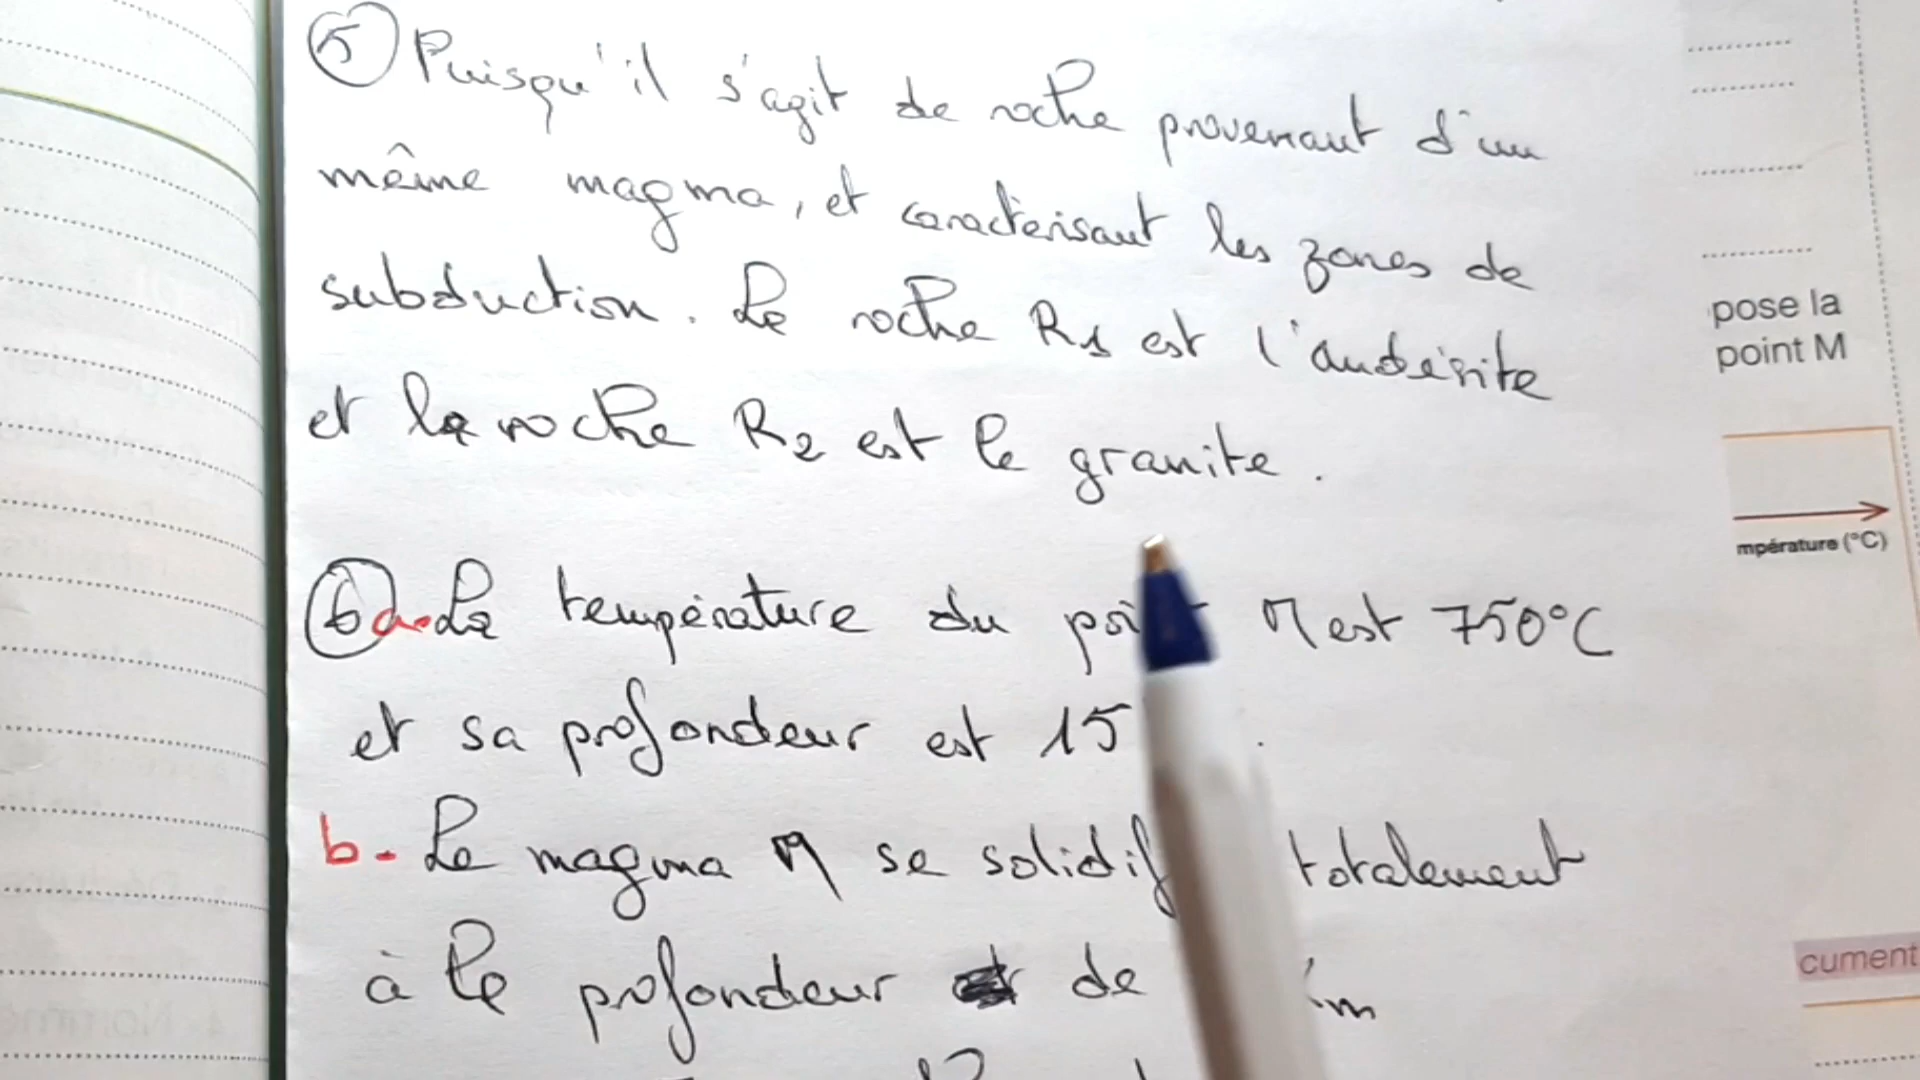 5 Puisqu'il s'agit de roche provenant d'un
même magma, et caractérisant les zones de
subduction. La roche R1 est l'andésite
et la roche R2 est le granite.
6 a. La température du M est 750°C
et sa profondeur est 15
b. Le magma M se totalement
à la profondeur de
pose la
point M
mpérature (°C)
cument